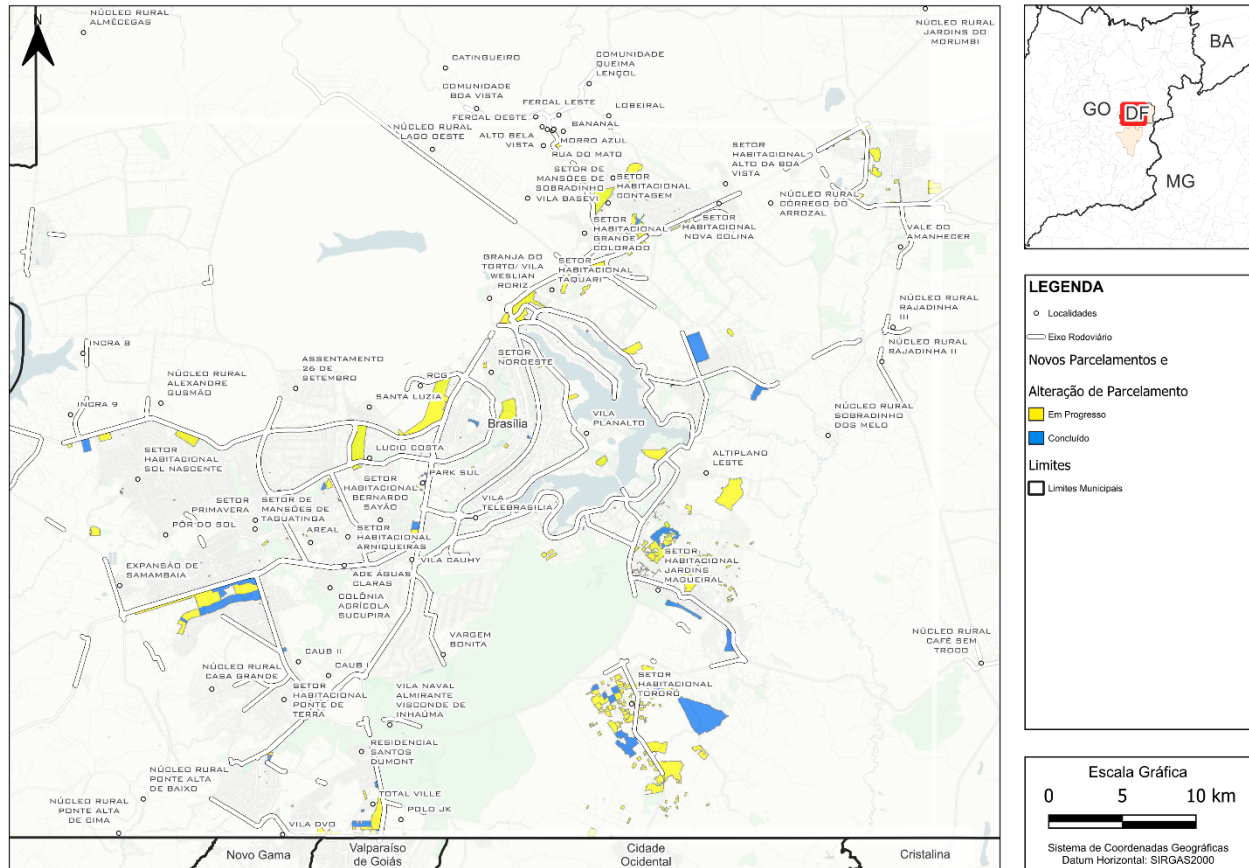 N
NÚCLEO RURAL
ALMÉCEGAS
NÚCLEO RURAL
JARDINS DO
MORUMBI
CATINGUEIRO
COMUNIDADE
QUEIMA
LENÇOL
COMUNIDADE
BOA VISTA
FERCAL LESTE
LOBEIRAL
FERCAL OESTE
BANANAL
NÚCLEO RURAL
LAGO OESTE
ALTO BELA
VISTA
MORRO AZUL
RUA DO MATO
SETOR
HABITACIONAL
ALTO DA BOA
VISTA
SETOR DE
MANSÕES DE
SOBRADINHO
VILA BASEVI
SETOR
HABITACIONAL
CONTAGEM
NÚCLEO RURAL
CÓRREGO DO
ARROZAL
SETOR
HABITACIONAL
NOVA COLINA
SETOR
HABITACIONAL
GRANDE
COLORADO
VALE DO
AMANHECER
GRANJA DO
TORTO/ VILA
WESLIAN
RORIZ
SETOR
HABITACIONAL
TAQUARI
NÚCLEO RURAL
RAJADINHA
III
NÚCLEO RURAL
RAJADINHA II
INCRA 8
ASSENTAMENTO
26 DE
SETEMBRO
SETOR
NOROESTE
RCG
SANTA LUZIA
NÚCLEO RURAL
ALEXANDRE
GUSMÃO
INCRA 9
Brasília
VILA
PLANALTO
NÚCLEO RURAL
SOBRADINHO
DOS MELO
LUCIO COSTA
SETOR
HABITACIONAL
SOL NASCENTE
PARK SUL
ALTIPLANO
LESTE
SETOR
HABITACIONAL
BERNARDO
SAYÃO
SETOR
PRIMAVERA
SETOR DE
MANSÕES DE
TAGUATINGA
VILA
TELEBRASILIA
PÔR DO SOL
AREAL
SETOR
HABITACIONAL
ARNIQUEIRAS
VILA CAUHY
SETOR
HABITACIONAL
JARDINS
MAGUEIRAL
EXPANSÃO DE
SAMAMBAIA
ADE ÁGUAS
CLARAS
COLÔNIA
AGRÍCOLA
SUCUPIRA
VARGEM
BONITA
NÚCLEO RURAL
CAFÉ SEM
TROCO
CAUB II
CAUB I
NÚCLEO RURAL
CASA GRANDE
SETOR
HABITACIONAL
PONTE DE
TERRA
VILA NAVAL
ALMIRANTE
VISCONDE DE
INHAÚMA
SETOR
HABITACIONAL
TORORÓ
RESIDENCIAL
SANTOS
DUMONT
NÚCLEO RURAL
PONTE ALTA
DE BAIXO
NÚCLEO RURAL
PONTE ALTA
DE CIMA
TOTAL VILLE
POLO JK
VILA DVO
Novo Gama
Valparaíso
de Goiás
Cidade
Ocidental
Cristalina
BA
GO
DF
MG
LEGENDA
Localidades
Eixo Rodoviário
Novos Parcelamentos e
Alteração de Parcelamento
Em Progresso
Concluído
Limites
Limites Municipais
Escala Gráfica
0 5 10 km
Sistema de Coordenadas Geográficas
Datum Horizontal: SIRGAS2000